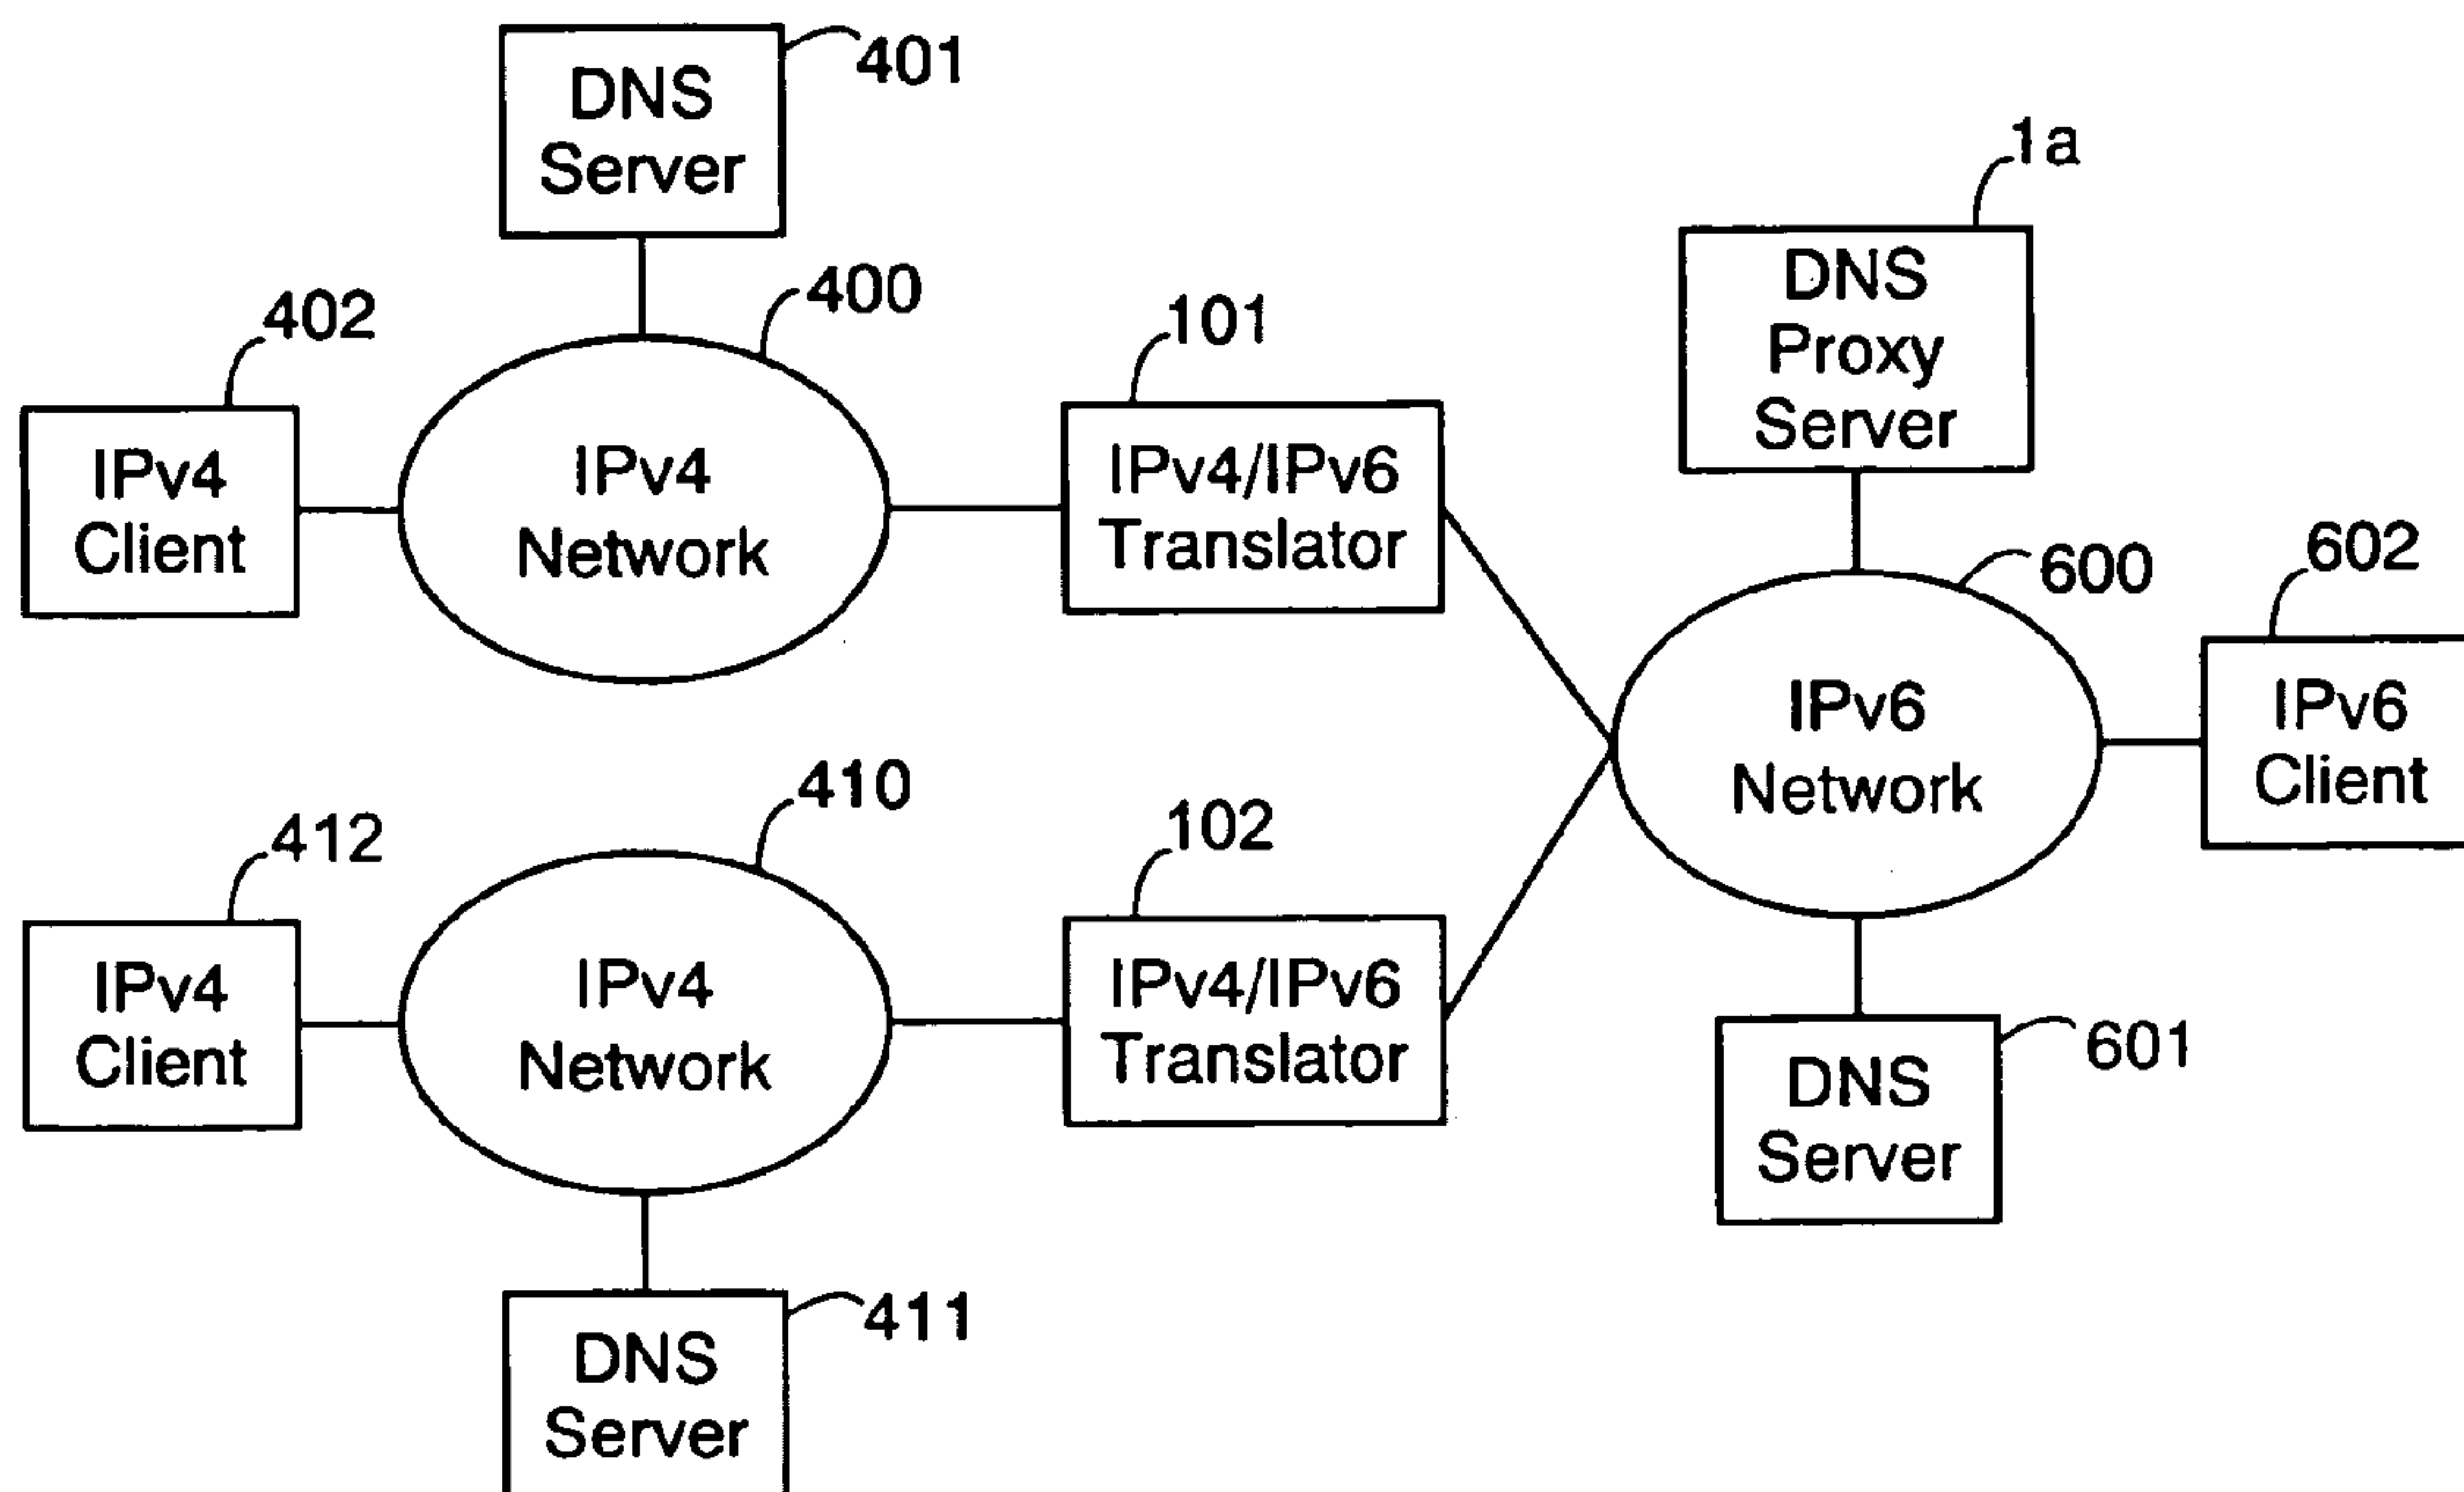 401
DNS
Server
1a
DNS
Proxy
Server
400
402
101
IPv4
Client
IPv4
Network
IPv4/IPv6
Translator
600
602
IPv6
Network
IPv6
Client
410
412
102
IPv4
Client
IPv4
Network
IPv4/IPv6
Translator
601
DNS
Server
411
DNS
Server